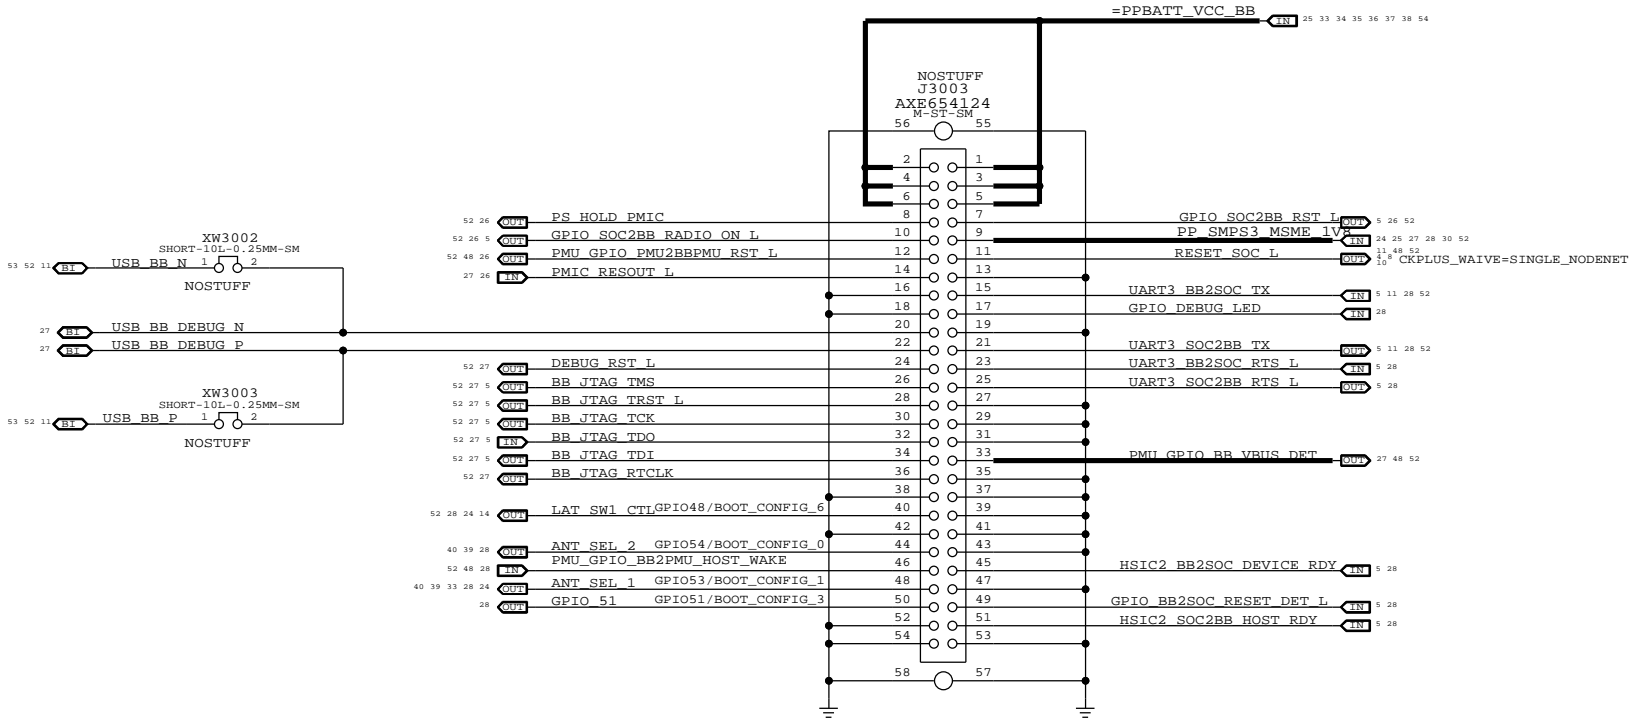 =PPBATT_VCC_BB IN 25 33 34 35 36 37 38 54
NOSTUFF
J3003
AXE654124
M-ST-SM
56 55
2 1
4 3
6 5
52 26 OUT PS_HOLD_PMIC 8 7 GPIO_SOC2BB_RST_L OUT 5 26 52
52 26 5 OUT GPIO_SOC2BB_RADIO_ON_L 10 9 PP_SMPS3_MSME_1V8 IN 24 25 27 28 30 52
52 48 26 OUT PMU_GPIO_PMU2BBPMU_RST_L 12 11 RESET_SOC_L OUT 11 48 52 4 8 10 CKPLUS_WAIVE=SINGLE_NODENET
27 26 IN PMIC_RESOUT_L 14 13
XW3002
SHORT-10L-0.25MM-SM
53 52 11 BI USB_BB_N 1 2
NOSTUFF
16 15 UART3_BB2SOC_TX IN 5 11 28 52
18 17 GPIO_DEBUG_LED IN 28
27 BI USB_BB_DEBUG_N 20 19
27 BI USB_BB_DEBUG_P 22 21 UART3_SOC2BB_TX OUT 5 11 28 52
52 27 OUT DEBUG_RST_L 24 23 UART3_BB2SOC_RTS_L IN 5 28
52 27 5 OUT BB_JTAG_TMS 26 25 UART3_SOC2BB_RTS_L OUT 5 28
XW3003
SHORT-10L-0.25MM-SM
53 52 11 BI USB_BB_P 1 2
NOSTUFF
52 27 5 OUT BB_JTAG_TRST_L 28 27
52 27 5 OUT BB_JTAG_TCK 30 29
52 27 5 IN BB_JTAG_TDO 32 31
52 27 5 OUT BB_JTAG_TDI 34 33 PMU_GPIO_BB_VBUS_DET OUT 27 48 52
52 27 OUT BB_JTAG_RTCLK 36 35
38 37
52 28 24 14 OUT LAT_SW1_CTL GPIO48/BOOT_CONFIG_6 40 39
42 41
40 39 28 OUT ANT_SEL_2 GPIO54/BOOT_CONFIG_0 44 43
52 48 28 IN PMU_GPIO_BB2PMU_HOST_WAKE 46 45 HSIC2_BB2SOC_DEVICE_RDY IN 5 28
40 39 33 28 24 OUT ANT_SEL_1 GPIO53/BOOT_CONFIG_1 48 47
28 OUT GPIO_51 GPIO51/BOOT_CONFIG_3 50 49 GPIO_BB2SOC_RESET_DET_L IN 5 28
52 51 HSIC2_SOC2BB_HOST_RDY IN 5 28
54 53
58 57